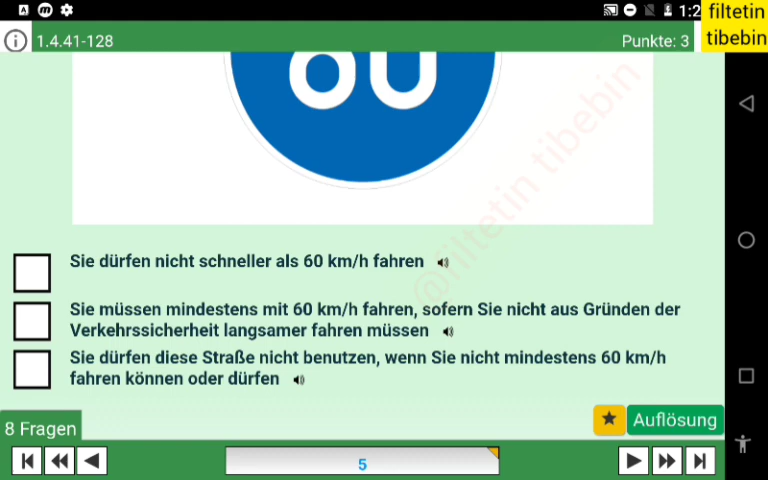 1:2
filtetin
tibebin
1.4.41-128
Punkte: 3
60
@filtetin tibebin
Sie dürfen nicht schneller als 60 km/h fahren
Sie müssen mindestens mit 60 km/h fahren, sofern Sie nicht aus Gründen der
Verkehrssicherheit langsamer fahren müssen
Sie dürfen diese Straße nicht benutzen, wenn Sie nicht mindestens 60 km/h
fahren können oder dürfen
Auflösung
8 Fragen
5